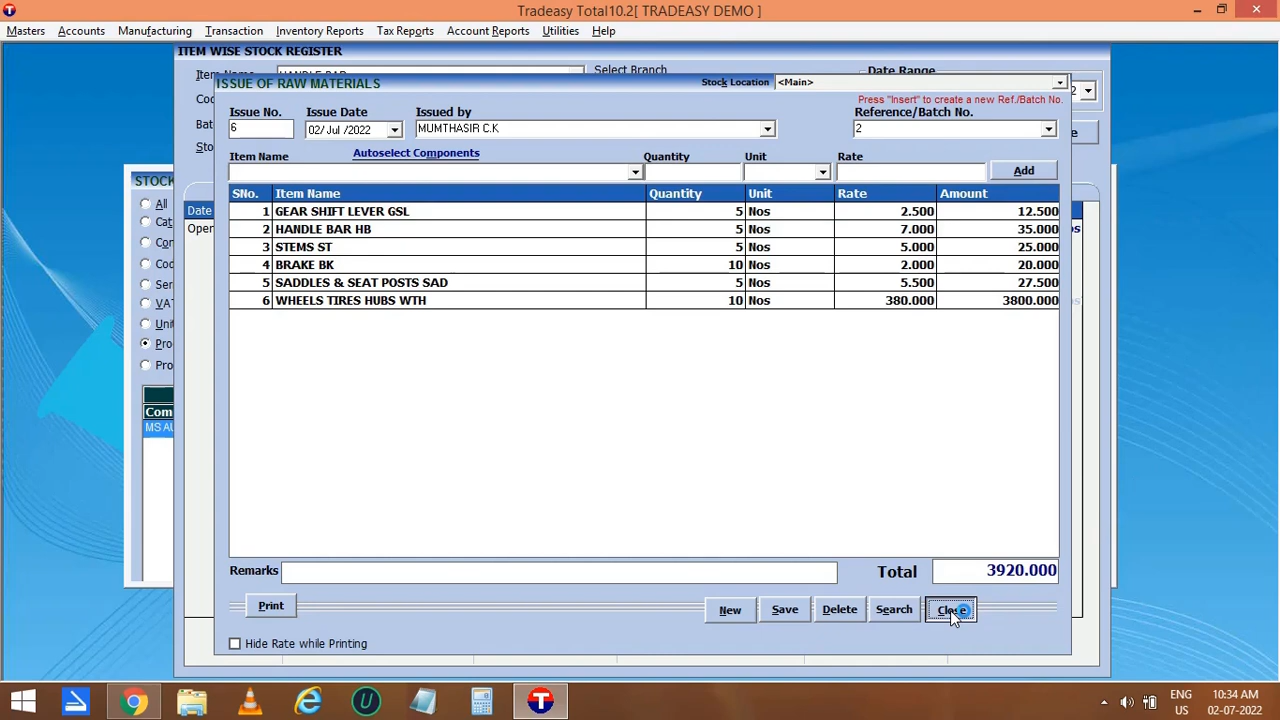 Tradeasy Total10.2[ TRADEASY DEMO ]
Masters Accounts Manufacturing Transaction Inventory Reports Tax Reports Account Reports Utilities Help
ITEM WISE STOCK REGISTER
Select Branch
Date Range
ISSUE OF RAW MATERIALS
Stock Location <Main>
Press "Insert" to create a new Ref./Batch No.
Issue No. Issue Date Issued by Reference/Batch No.
6 02/ Jul /2022 MUMTHASIR C.K 2
Item Name Autoselect Components Quantity Unit Rate
Add
SNo. Item Name Quantity Unit Rate Amount
1 GEAR SHIFT LEVER GSL 5 Nos 2.500 12.500
2 HANDLE BAR HB 5 Nos 7.000 35.000
3 STEMS ST 5 Nos 5.000 25.000
4 BRAKE BK 10 Nos 2.000 20.000
5 SADDLES & SEAT POSTS SAD 5 Nos 5.500 27.500
6 WHEELS TIRES HUBS WTH 10 Nos 380.000 3800.000
STOCK
All
Date
Remarks Total 3920.000
Print New Save Delete Search Close
Hide Rate while Printing
ENG 10:34 AM
US 02-07-2022